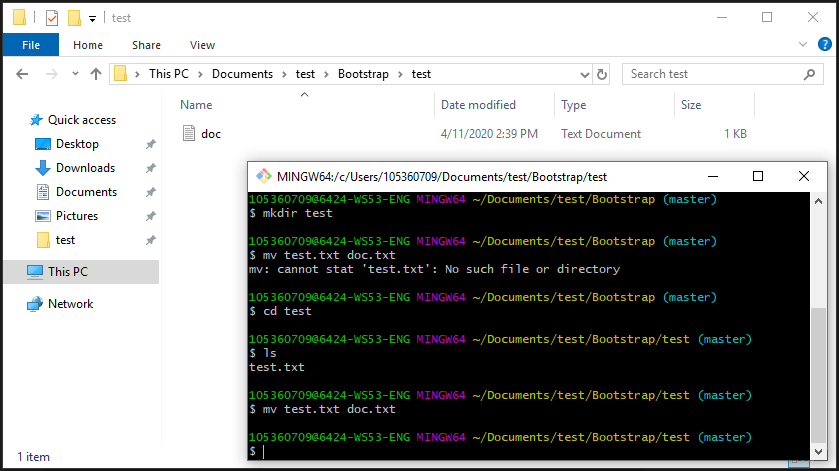 test
File Home Share View
This PC Documents test Bootstrap test Search test
Name Date modified Type Size
doc 4/11/2020 2:39 PM Text Document 1 KB
Quick access
Desktop
Downloads
Documents
Pictures
test
This PC
Network
1 item
MINGW64:/c/Users/105360709/Documents/test/Bootstrap/test
105360709@6424-WS53-ENG MINGW64 ~/Documents/test/Bootstrap (master)
$ mkdir test
105360709@6424-WS53-ENG MINGW64 ~/Documents/test/Bootstrap (master)
$ mv test.txt doc.txt
mv: cannot stat 'test.txt': No such file or directory
105360709@6424-WS53-ENG MINGW64 ~/Documents/test/Bootstrap (master)
$ cd test
105360709@6424-WS53-ENG MINGW64 ~/Documents/test/Bootstrap/test (master)
$ ls
test.txt
105360709@6424-WS53-ENG MINGW64 ~/Documents/test/Bootstrap/test (master)
$ mv test.txt doc.txt
105360709@6424-WS53-ENG MINGW64 ~/Documents/test/Bootstrap/test (master)
$